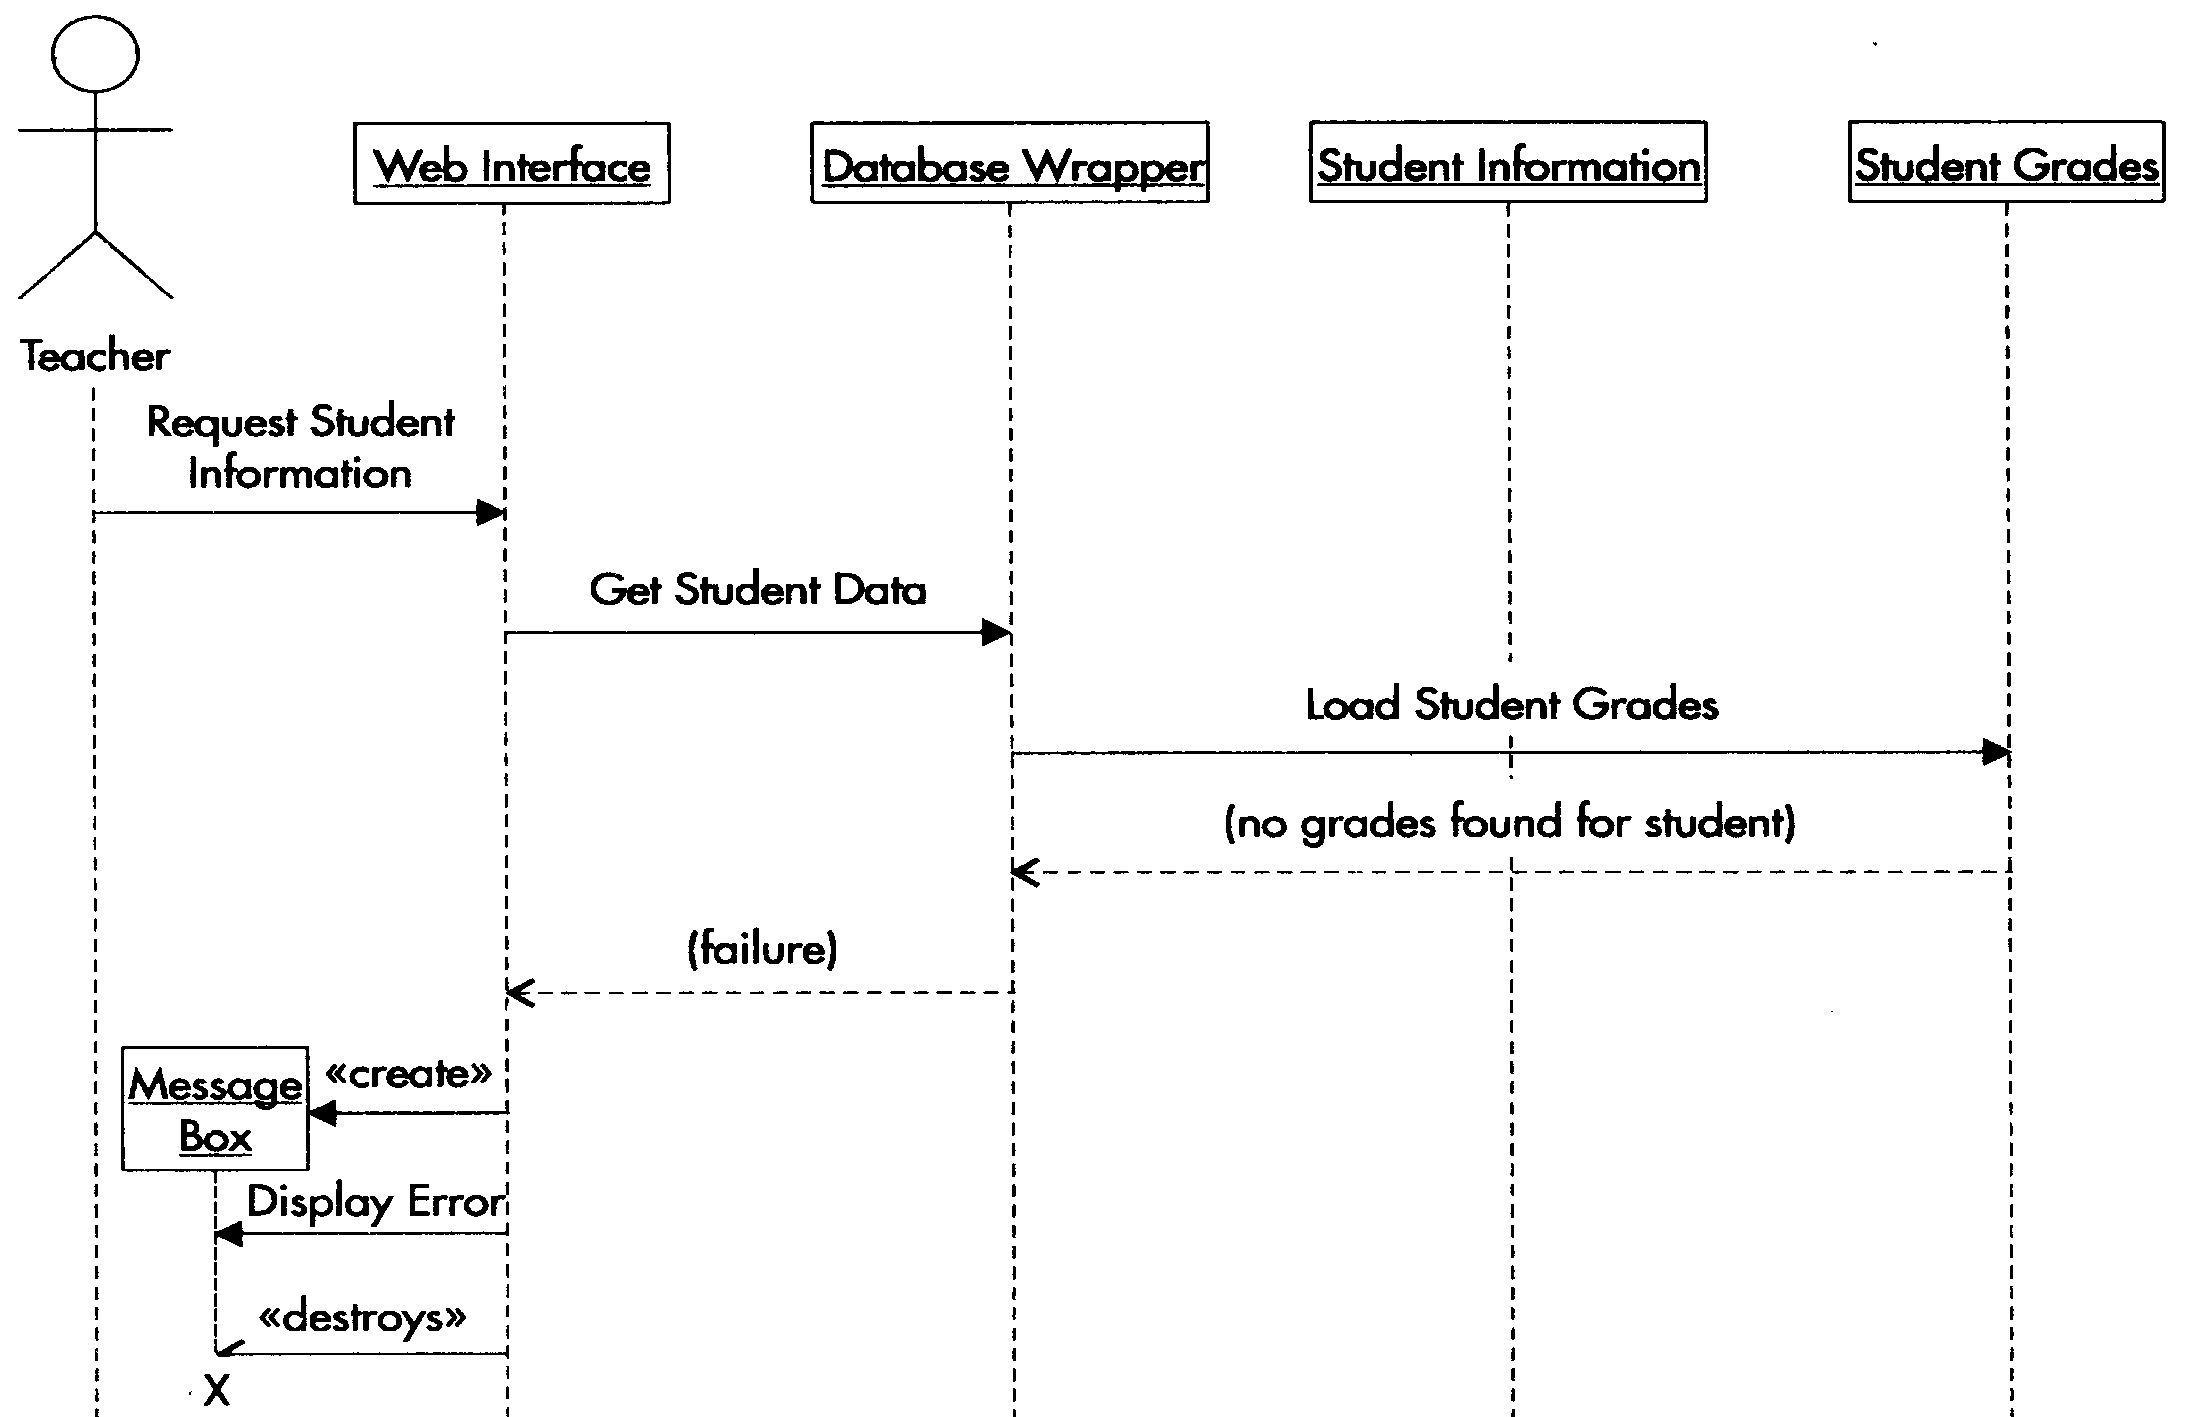 Web Interface
Database Wrapper
Student Information
Student Grades
Teacher
Request Student
Information
Get Student Data
Load Student Grades
(no grades found for student)
(failure)
Message
Box
«create»
Display Error
«destroys»
X